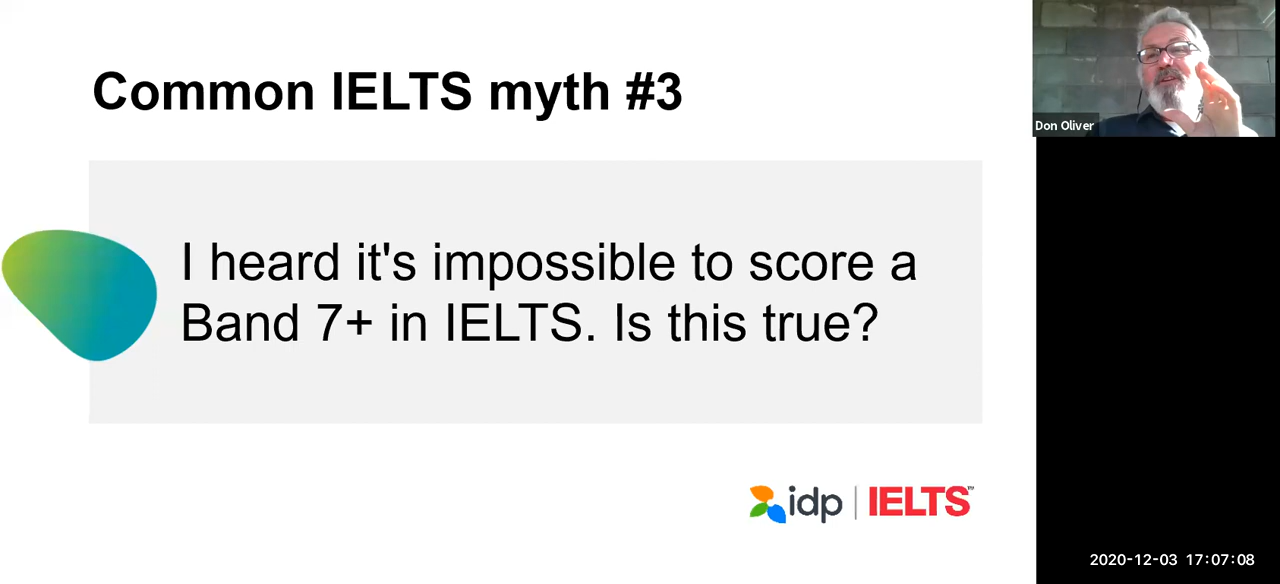 Common IELTS myth #3
I heard it's impossible to score a
Band 7+ in IELTS. Is this true?
idp | IELTS™
Don Oliver
2020-12-03 17:07:08